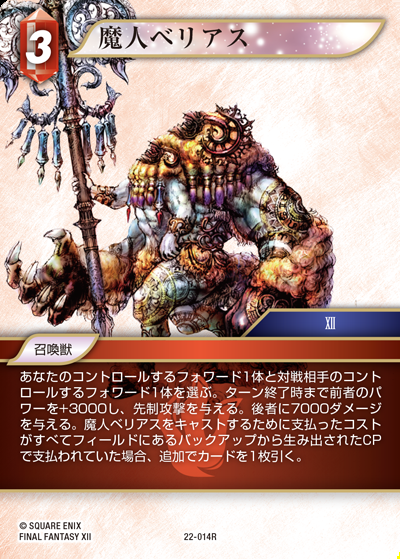 3
魔人ベリアス
XII
召喚獣
あなたのコントロールするフォワード1体と対戦相手のコント
ロールするフォワード1体を選ぶ。ターン終了時まで前者のパ
ワーを+3000し、先制攻撃を与える。後者に7000ダメージ
を与える。魔人ベリアスをキャストするために支払ったコスト
がすべてフィールドにあるバックアップから生み出されたCP
で支払われていた場合、追加でカードを1枚引く。
© SQUARE ENIX
FINAL FANTASY XII
22-014R